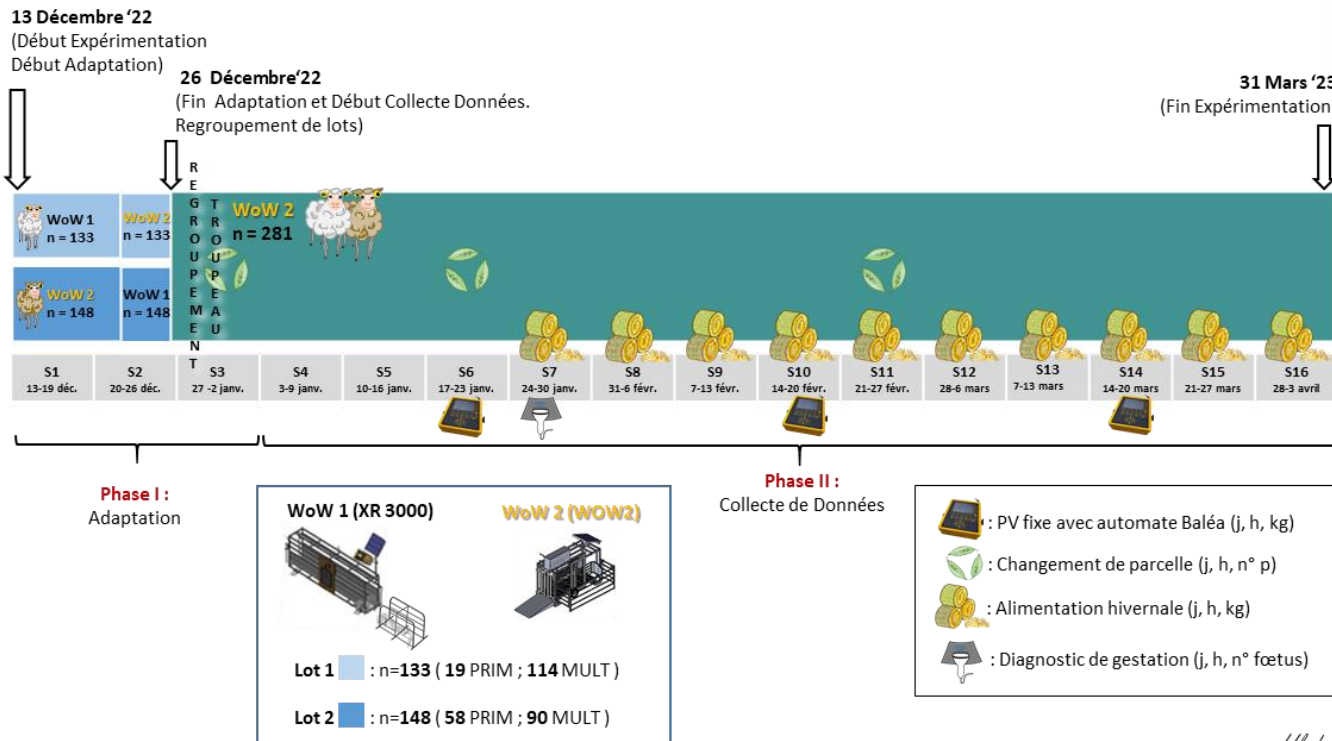 13 Décembre ‘22
(Début Expérimentation
Début Adaptation)
26 Décembre‘22
(Fin Adaptation et Début Collecte Données.
Regroupement de lots)
31 Mars ‘23
(Fin Expérimentation
WoW 1
n = 133
WoW 2
n = 133
WoW 2
n = 148
WoW 1
n = 148
REGROUPEMENT
TROUPEAU
WoW 2
n = 281
S1
13-19 déc.
S2
20-26 déc.
S3
27 -2 janv.
S4
3-9 janv.
S5
10-16 janv.
S6
17-23 janv.
S7
24-30 janv.
S8
31-6 févr.
S9
7-13 févr.
S10
14-20 févr.
S11
21-27 févr.
S12
28-6 mars
S13
7-13 mars
S14
14-20 mars
S15
21-27 mars
S16
28-3 avril
Phase I :
Adaptation
Phase II :
Collecte de Données
WoW 1 (XR 3000)
WoW 2 (WOW2)
Lot 1 : n=133 ( 19 PRIM ; 114 MULT )
Lot 2 : n=148 ( 58 PRIM ; 90 MULT )
: PV fixe avec automate Baléa (j, h, kg)
: Changement de parcelle (j, h, n° p)
: Alimentation hivernale (j, h, kg)
: Diagnostic de gestation (j, h, n° fœtus)